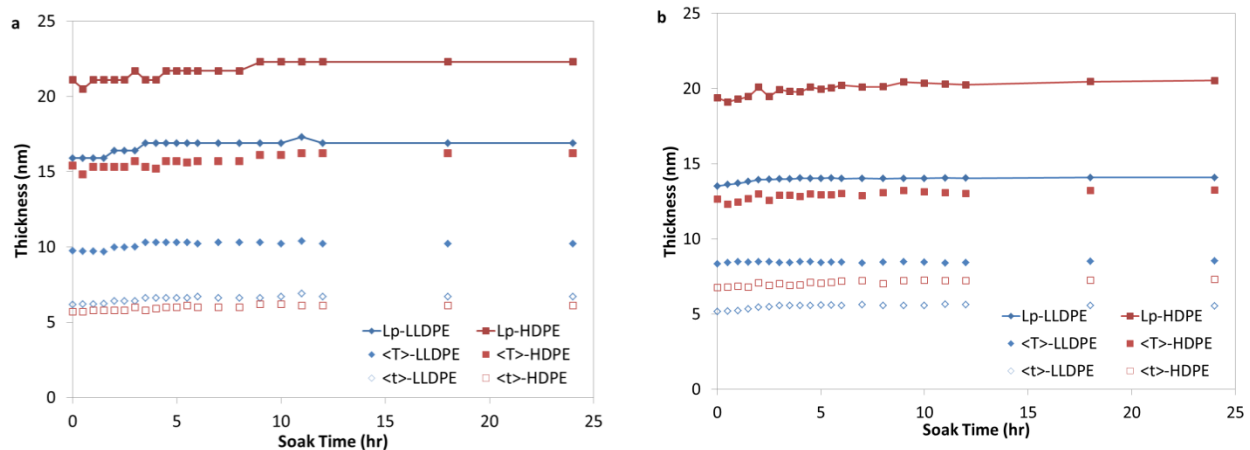 a
25
20
15
10
5
0
Thickness (nm)
Lp-LLDPE Lp-HDPE
<T>-LLDPE <T>-HDPE
<t>-LLDPE <t>-HDPE
0 5 10 15 20 25
Soak Time (hr)
b
25
20
15
10
5
0
Thickness (nm)
Lp-LLDPE Lp-HDPE
<T>-LLDPE <T>-HDPE
<t>-LLDPE <t>-HDPE
0 5 10 15 20 25
Soak Time (hr)